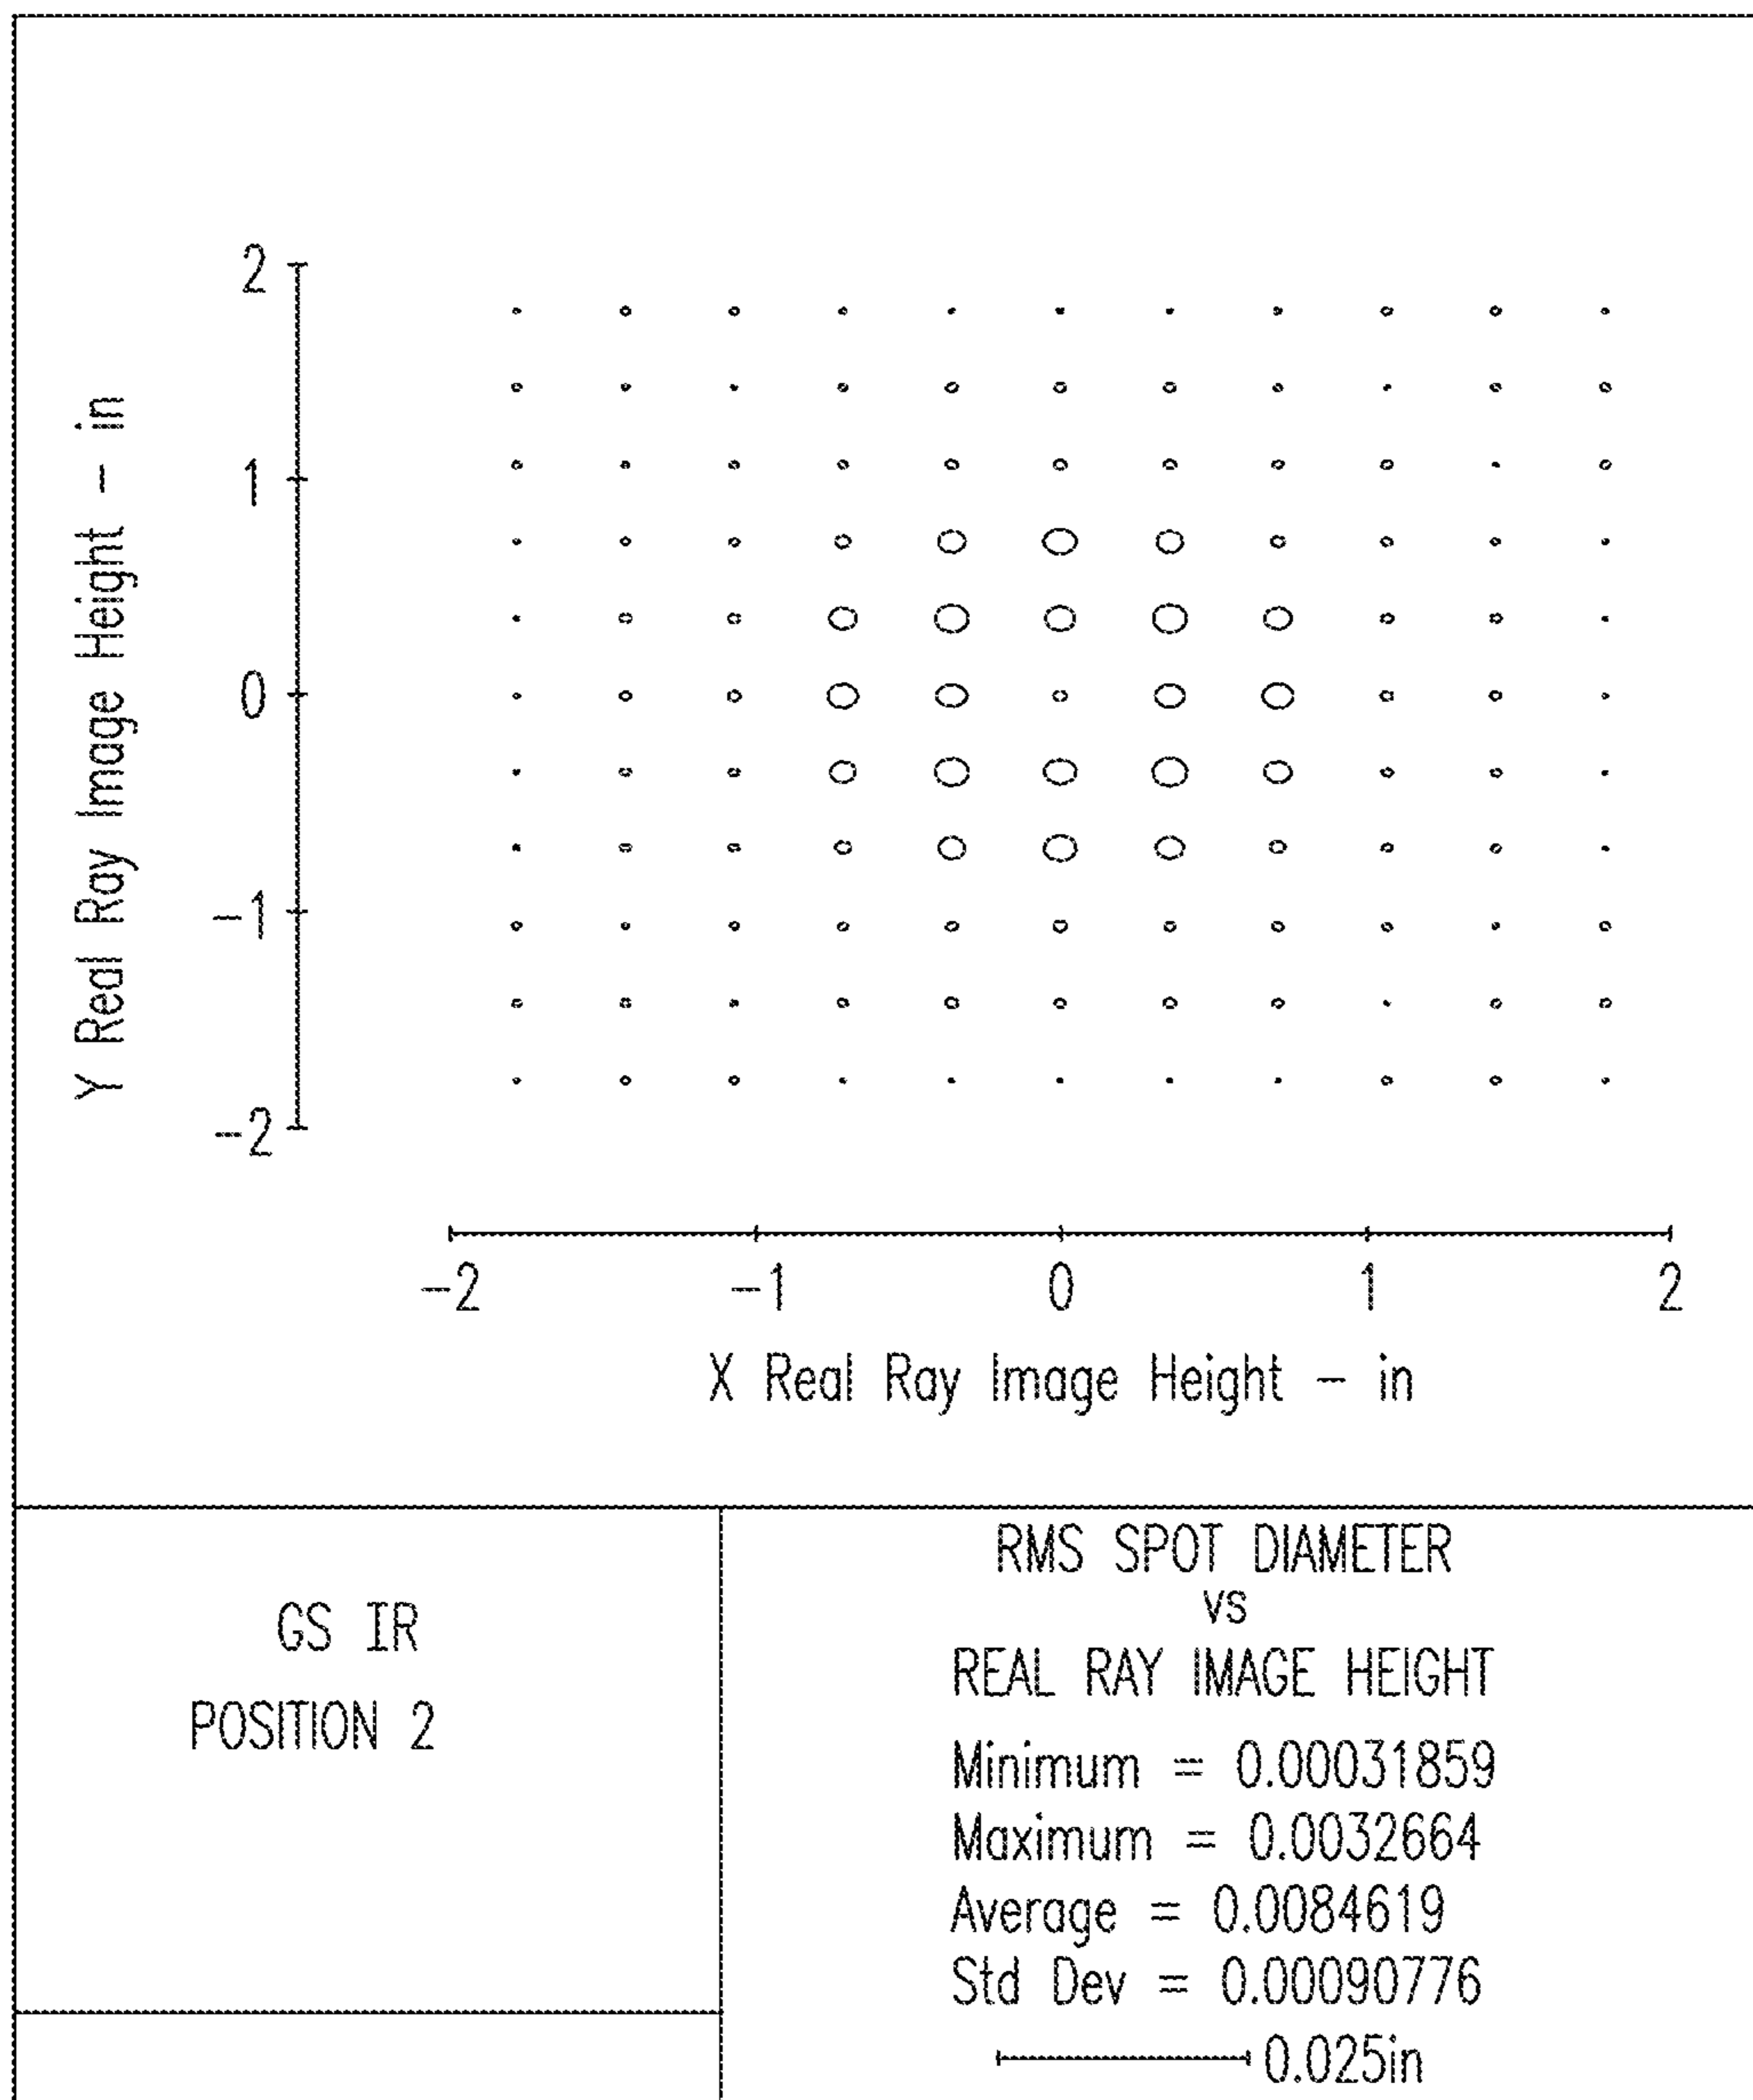 2
1
0
-1
-2
Y Real Ray Image Height - in
-2 -1 0 1 2
X Real Ray Image Height - in
GS IR
POSITION 2
RMS SPOT DIAMETER
vs
REAL RAY IMAGE HEIGHT
Minimum = 0.00031859
Maximum = 0.0032664
Average = 0.0084619
Std Dev = 0.00090776
0.025in